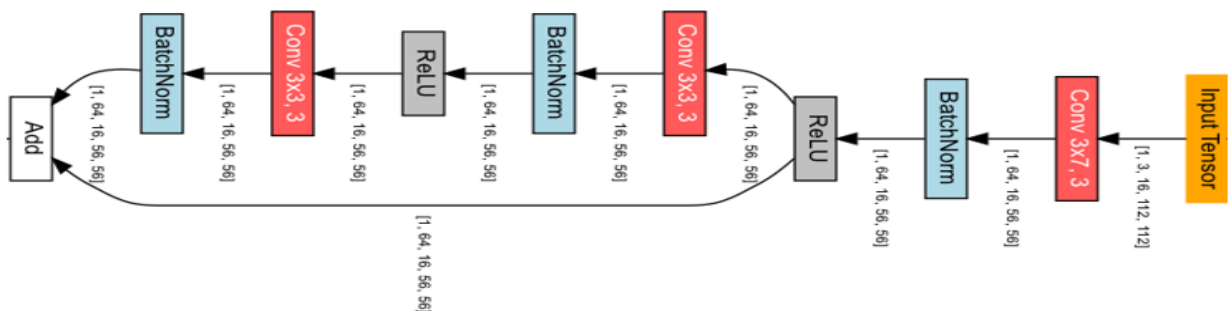 Input Tensor
[1, 3, 16, 112, 112]
Conv 3x7, 3
[1, 64, 16, 56, 56]
BatchNorm
[1, 64, 16, 56, 56]
ReLU
[1, 64, 16, 56, 56]
Conv 3x3, 3
[1, 64, 16, 56, 56]
BatchNorm
[1, 64, 16, 56, 56]
ReLU
[1, 64, 16, 56, 56]
Conv 3x3, 3
[1, 64, 16, 56, 56]
BatchNorm
[1, 64, 16, 56, 56]
[1, 64, 16, 56, 56]
Add